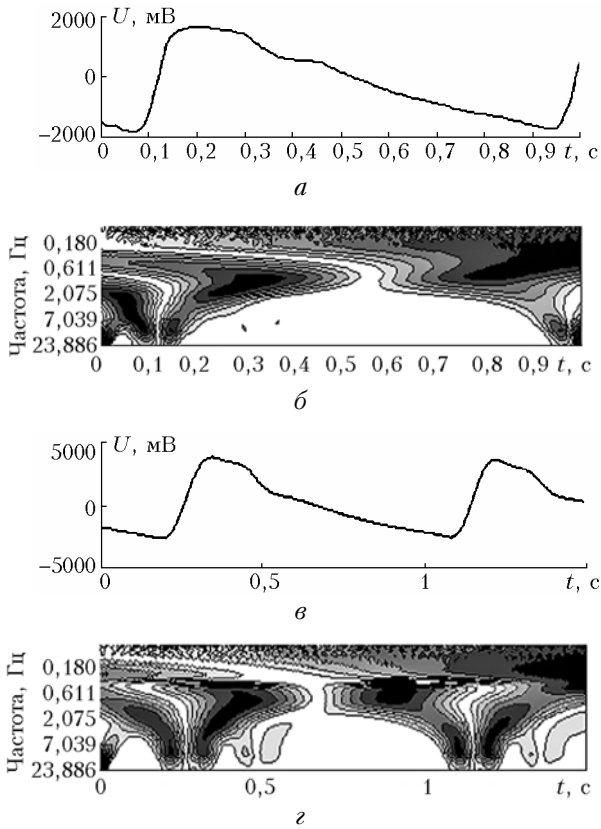 U, мВ
2000
0
−2000
0 0,1 0,2 0,3 0,4 0,5 0,6 0,7 0,8 0,9 t, с
а
Частота, Гц
0,180
0,611
2,075
7,039
23,886
0 0,1 0,2 0,3 0,4 0,5 0,6 0,7 0,8 0,9 t, с
б
U, мВ
5000
0
−5000
0 0,5 1 t, с
в
Частота, Гц
0,180
0,611
2,075
7,039
23,886
0 0,5 1 t, с
г